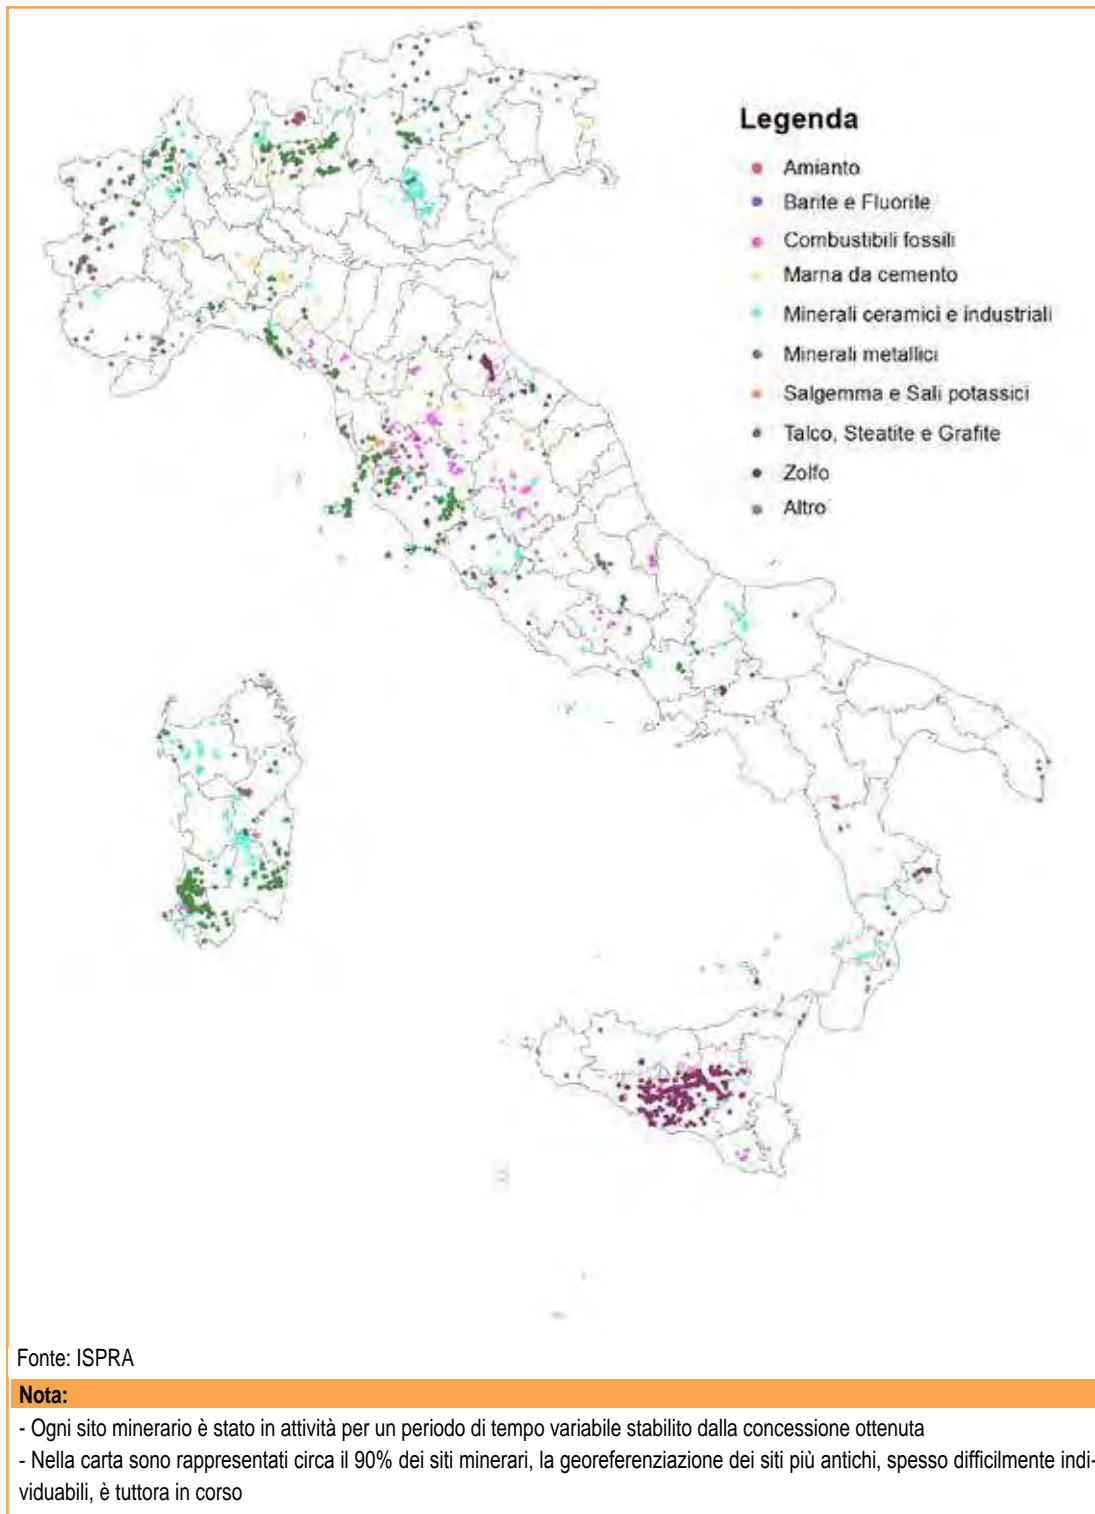 Legenda
Amianto
Barite e Fluorite
Combustibili fossili
Marna da cemento
Minerali ceramici e industriali
Minerali metallici
Salgemma e Sali potassici
Talco, Steatite e Grafite
Zolfo
Altro
Fonte: ISPRA
Nota:
- Ogni sito minerario è stato in attività per un periodo di tempo variabile stabilito dalla concessione ottenuta
- Nella carta sono rappresentati circa il 90% dei siti minerari, la georeferenziazione dei siti più antichi, spesso difficilmente indi-
viduabili, è tuttora in corso